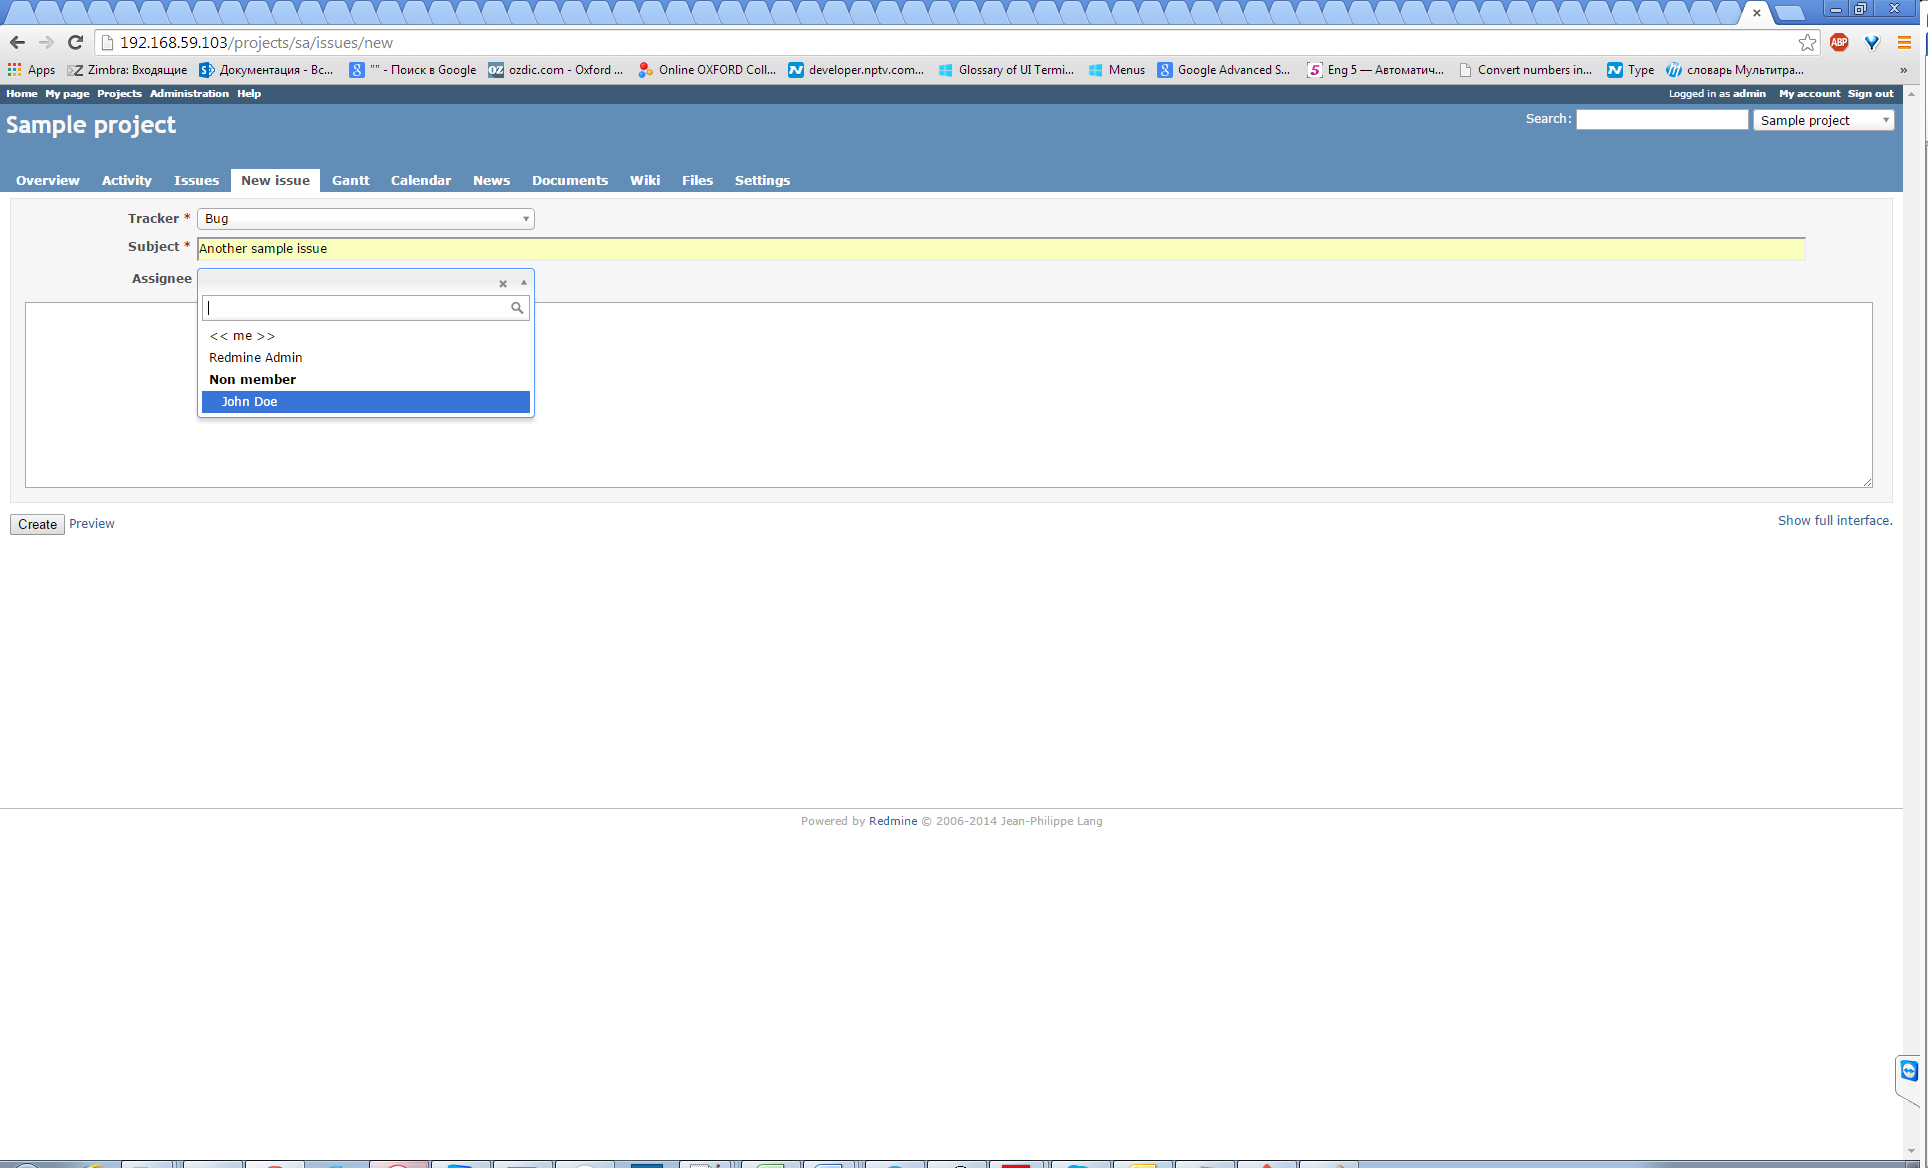 192.168.59.103/projects/sa/issues/new
ABP
Apps Zimbra: Входящие Документация - Вс... "" - Поиск в Google ozdic.com - Oxford ... Online OXFORD Coll... developer.nptv.com... Glossary of UI Termi... Menus Google Advanced S... Eng 5 — Автоматич... Convert numbers in... Type словарь Мультитра... »
Home My page Projects Administration Help Logged in as admin My account Sign out
Sample project Search: Sample project
Overview Activity Issues New issue Gantt Calendar News Documents Wiki Files Settings
Tracker * Bug
Subject * Another sample issue
Assignee
<< me >>
Redmine Admin
Non member
John Doe
Create Preview Show full interface.
Powered by Redmine © 2006-2014 Jean-Philippe Lang